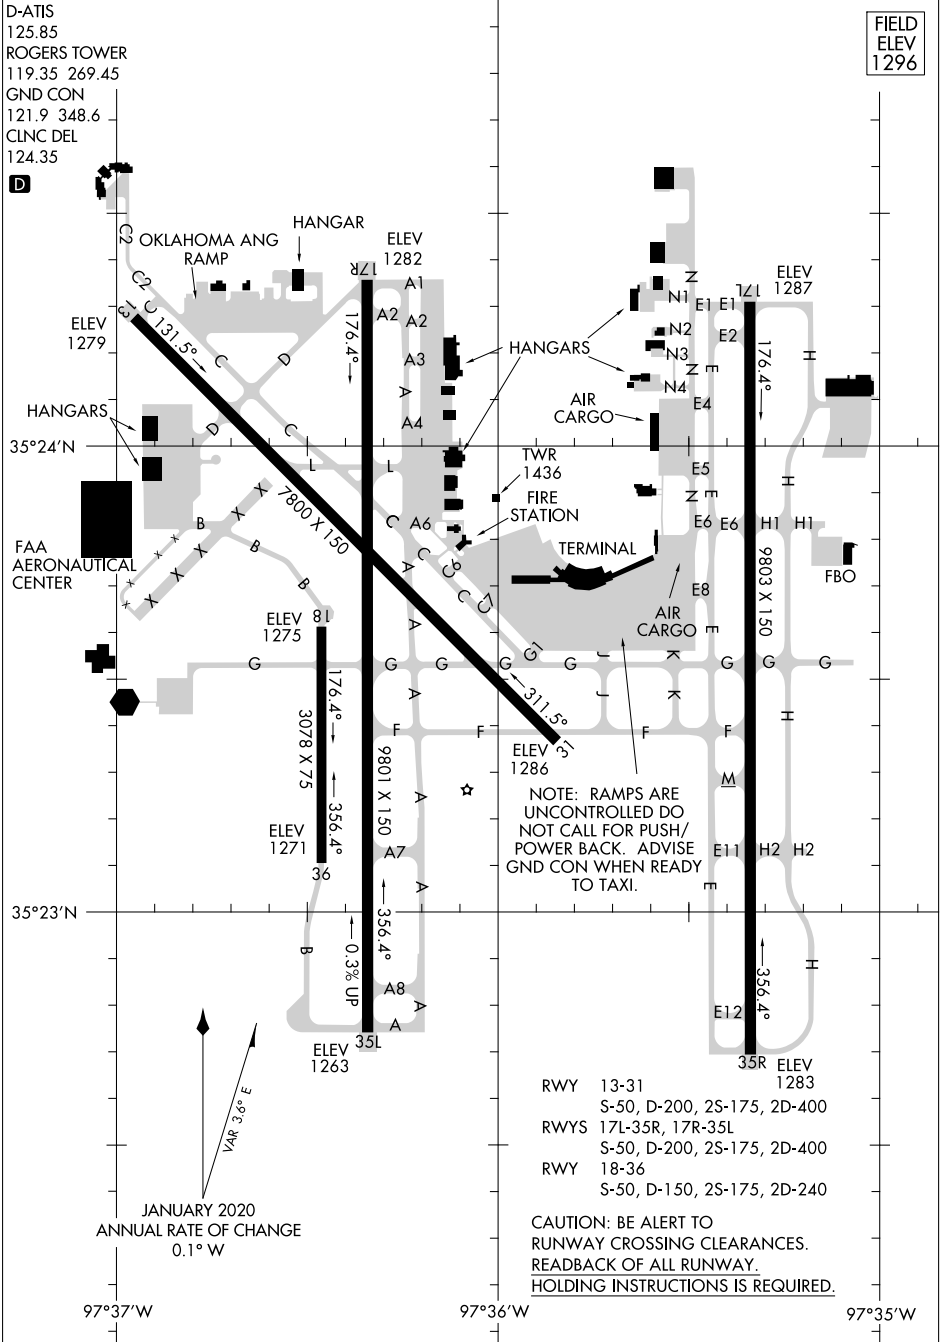 D-ATIS
125.85
ROGERS TOWER
119.35 269.45
GND CON
121.9 348.6
CLNC DEL
124.35
D
FIELD
ELEV
1296
C2
OKLAHOMA ANG
RAMP
HANGAR
ELEV
1282
17R
A1
C2
C
13
ELEV
1279
131.5°
C
D
176.4°
A2
A2
A3
A
A4
HANGARS
N
N1
N2
N3
N
N4
E1
E1
E2
E
E4
17L
ELEV
1287
176.4°
H
HANGARS
D
C
L
L
AIR
CARGO
35°24'N
TWR
1436
FIRE
STATION
E5
N
E
E6
E6
H1
H1
H
X
X
X
X
X
X
X
X
B
B
B
7800 X 150
C
A6
C
C9
C
C7
A
A
FAA
AERONAUTICAL
CENTER
TERMINAL
AIR
CARGO
E8
E
9803 X 150
FBO
ELEV
1275
18
G
G
G
G
G
G1
J
J
K
K
G
G
G
G
176.4°
3078 X 75
356.4°
311.5°
31
ELEV
1286
F
F
F
F
A
H
M
9801 X 150
A
A7
A
ELEV
1271
36
NOTE: RAMPS ARE
UNCONTROLLED DO
NOT CALL FOR PUSH/
POWER BACK. ADVISE
GND CON WHEN READY
TO TAXI.
E11
H2
H2
E
35°23'N
B
0.3% UP
356.4°
A8
A
A
356.4°
H
E12
35L
ELEV
1263
35R
ELEV
1283
VAR 3.6° E
JANUARY 2020
ANNUAL RATE OF CHANGE
0.1° W
RWY 13-31
S-50, D-200, 2S-175, 2D-400
RWYS 17L-35R, 17R-35L
S-50, D-200, 2S-175, 2D-400
RWY 18-36
S-50, D-150, 2S-175, 2D-240
CAUTION: BE ALERT TO
RUNWAY CROSSING CLEARANCES.
READBACK OF ALL RUNWAY.
HOLDING INSTRUCTIONS IS REQUIRED.
97°37'W
97°36'W
97°35'W